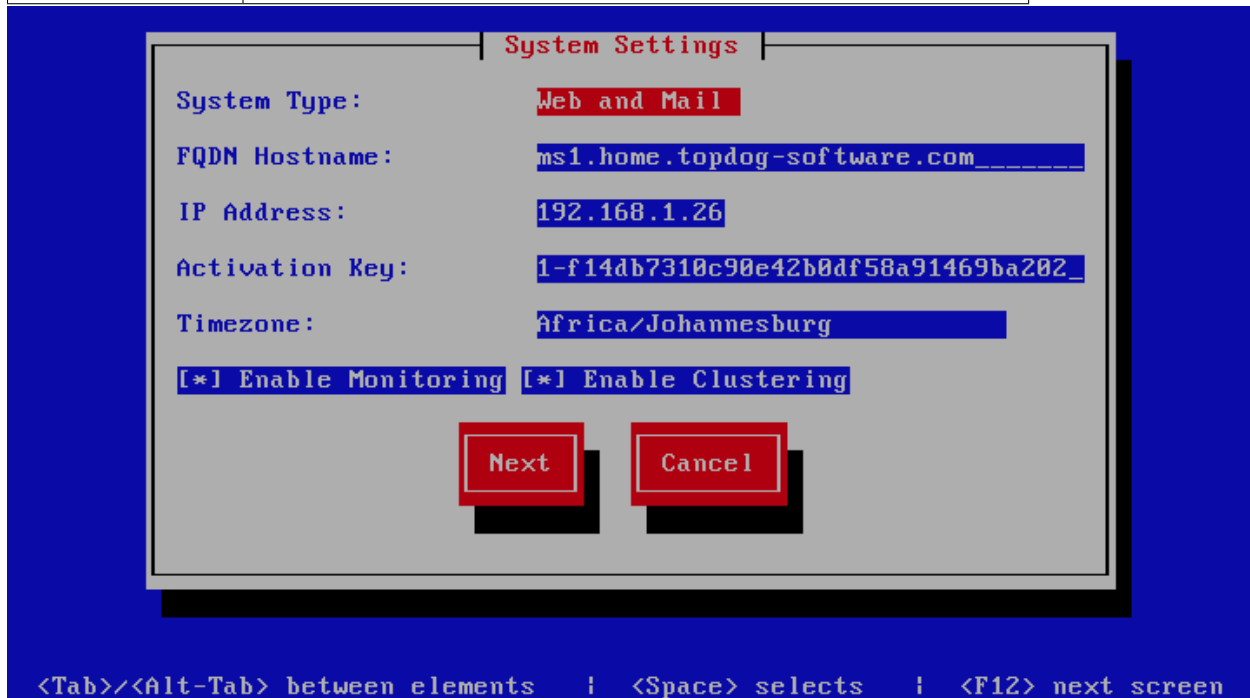 System Settings
System Type: Web and Mail
FQDN Hostname: ms1.home.topdog-software.com_______
IP Address: 192.168.1.26
Activation Key: 1-f14db7310c90e42b0df58a91469ba202_
Timezone: Africa/Johannesburg
[*] Enable Monitoring [*] Enable Clustering
Next Cancel
<Tab>/<Alt-Tab> between elements | <Space> selects | <F12> next screen